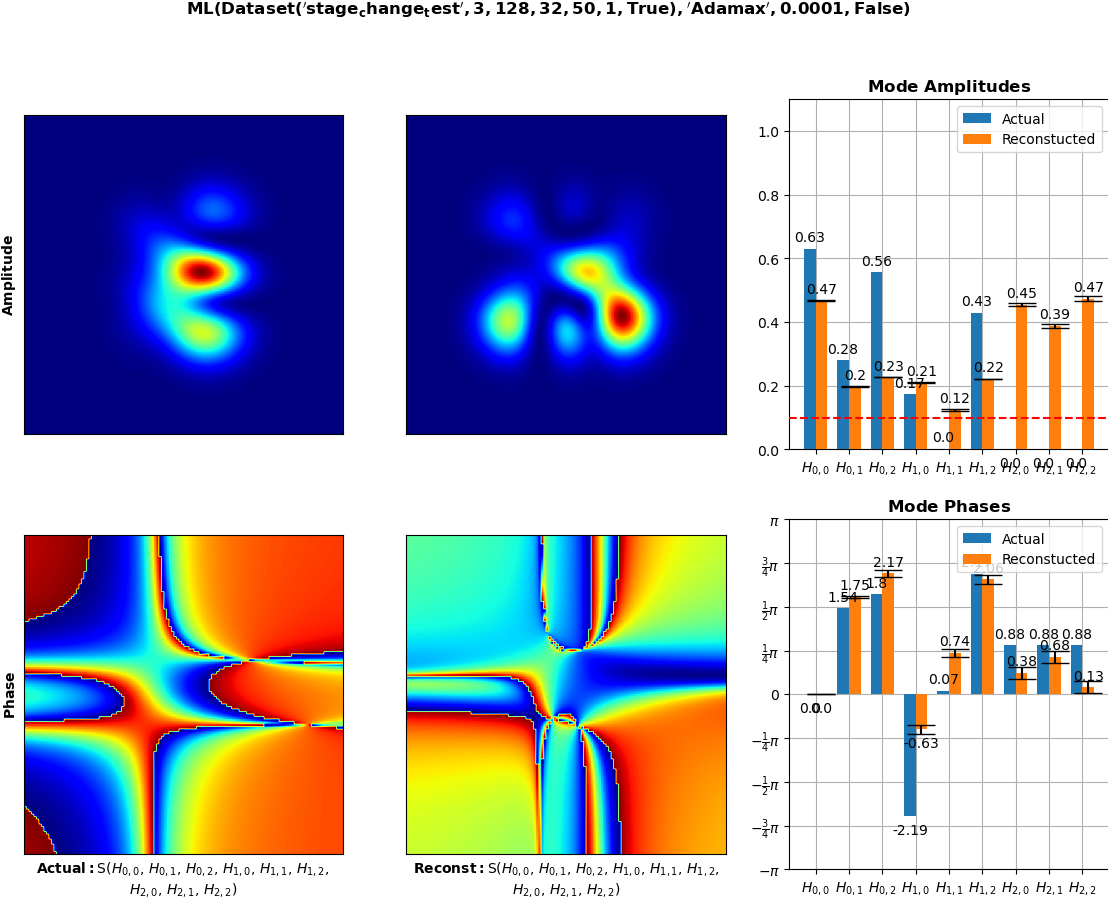 ML(Dataset('stage_change_test', 3, 128, 32, 50, 1, True), 'Adamax', 0.0001, False)
Amplitude
Mode Amplitudes
Actual
Reconstucted
1.0
0.8
0.6
0.4
0.2
0.0
0.63
0.47
0.28
0.2
0.56
0.23
0.17
0.21
0.0
0.12
0.43
0.22
0.0
0.45
0.0
0.39
0.0
0.47
H0,0 H0,1 H0,2 H1,0 H1,1 H1,2 H2,0 H2,1 H2,2
Phase
Actual: S(H0,0, H0,1, H0,2, H1,0, H1,1, H1,2,
H2,0, H2,1, H2,2)
Reconst: S(H0,0, H0,1, H0,2, H1,0, H1,1, H1,2,
H2,0, H2,1, H2,2)
Mode Phases
Actual
Reconstucted
π
3/4π
1/2π
1/4π
0
−1/4π
−1/2π
−3/4π
−π
0.0
0.0
1.54
1.75
1.8
2.17
-2.19
-0.63
0.07
0.74
2.06
0.88
0.38
0.88
0.68
0.88
0.13
H0,0 H0,1 H0,2 H1,0 H1,1 H1,2 H2,0 H2,1 H2,2